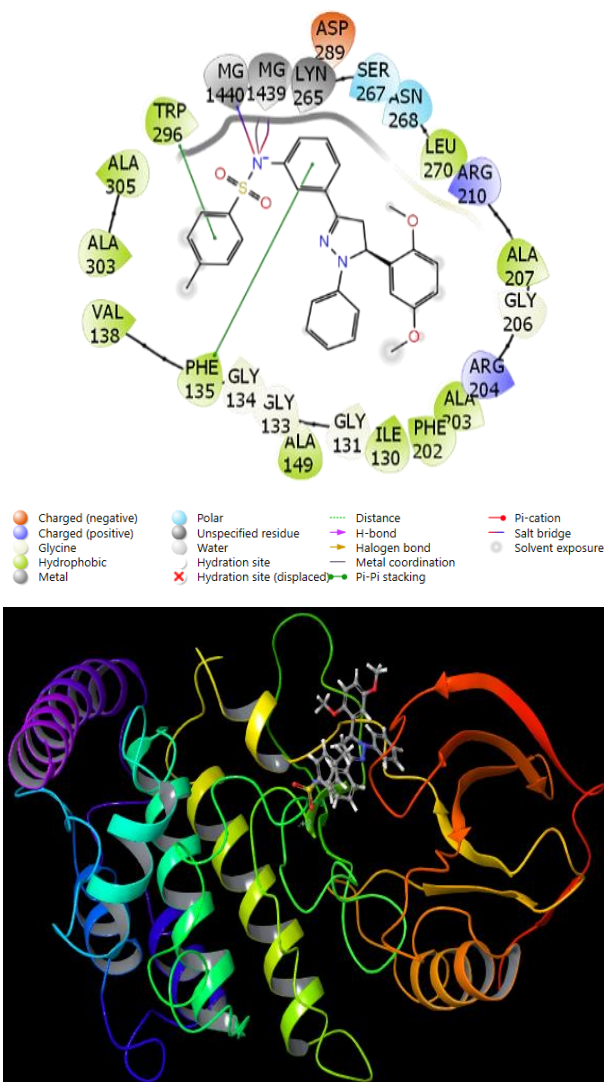 ASP
289
MG
1440
MG
1439
LYN
265
SER
267
ASN
268
TRP
296
LEU
270
ARG
210
ALA
305
ALA
303
ALA
207
GLY
206
VAL
138
PHE
135
GLY
134
GLY
133
ALA
149
GLY
131
ILE
130
PHE
202
ALA
203
ARG
204
N-
S
O
O
N
N
O
O
Charged (negative)
Charged (positive)
Glycine
Hydrophobic
Metal
Polar
Unspecified residue
Water
Hydration site
Hydration site (displaced)
Distance
H-bond
Halogen bond
Metal coordination
Pi-Pi stacking
Pi-cation
Salt bridge
Solvent exposure